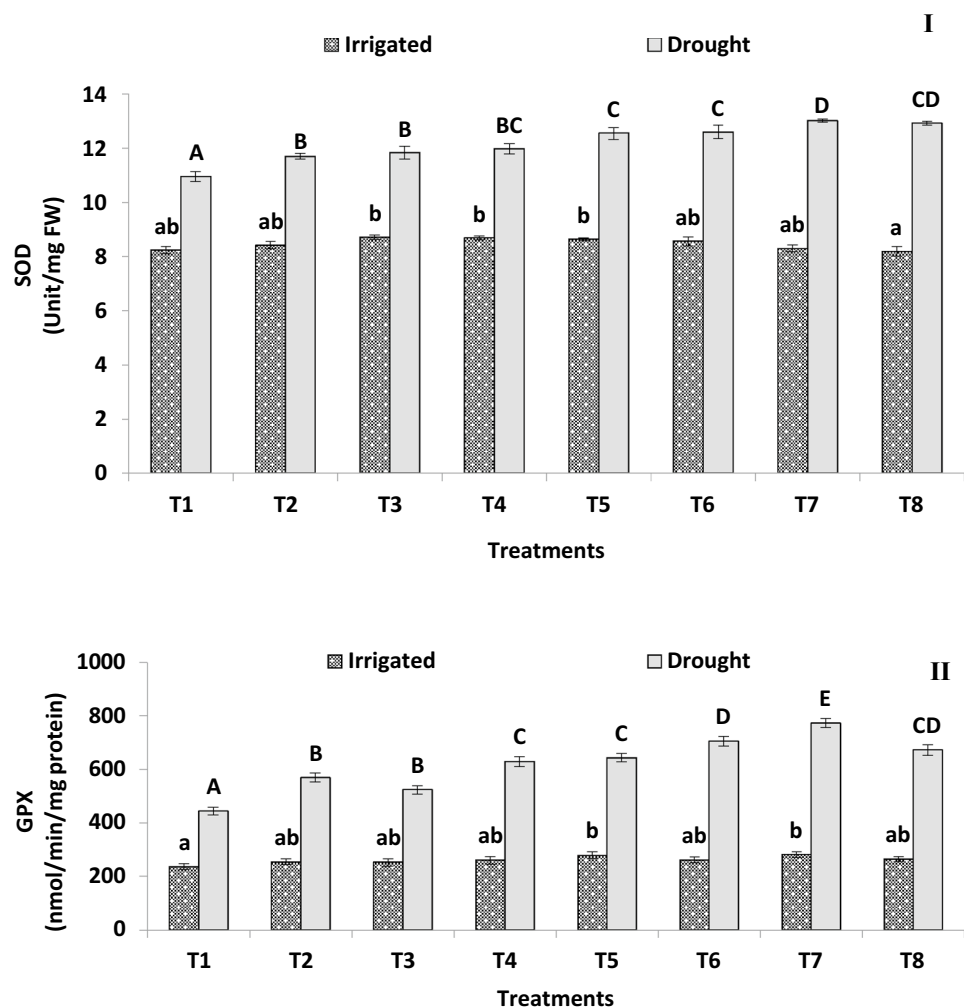 I
Irrigated Drought
14
12
10
8
6
4
2
0
SOD
(Unit/mg FW)
ab A
ab B
b B
b BC
b C
ab C
ab D
a CD
T1 T2 T3 T4 T5 T6 T7 T8
Treatments
II
Irrigated Drought
1000
800
600
400
200
0
GPX
(nmol/min/mg protein)
a A
ab B
ab B
ab C
b C
ab D
b E
ab CD
T1 T2 T3 T4 T5 T6 T7 T8
Treatments